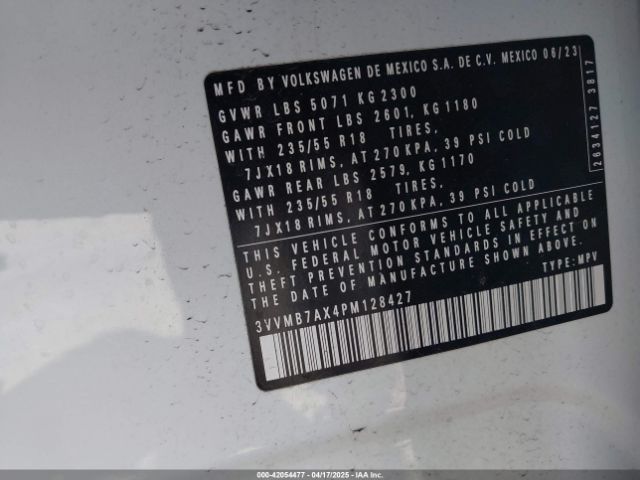 MFD BY VOLKSWAGEN DE MEXICO S.A. DE C.V. MEXICO 06/23
GVWR LBS 5071 KG 2300
GAWR FRONT LBS 2601, KG 1180
WITH 235/55 R18 TIRES,
7JX18 RIMS, AT 270 KPA, 39 PSI COLD
GAWR REAR LBS 2579, KG 1170
WITH 235/55 R18 TIRES,
7JX18 RIMS, AT 270 KPA, 39 PSI COLD
THIS VEHICLE CONFORMS TO ALL APPLICABLE
U.S. FEDERAL MOTOR VEHICLE SAFETY AND
THEFT PREVENTION STANDARDS IN EFFECT ON
THE DATE OF MANUFACTURE SHOWN ABOVE.
3VVMB7AX4PM128427 TYPE: MPV
2634127 3817
000-42054477 - 04/17/2025 - IAAI.com